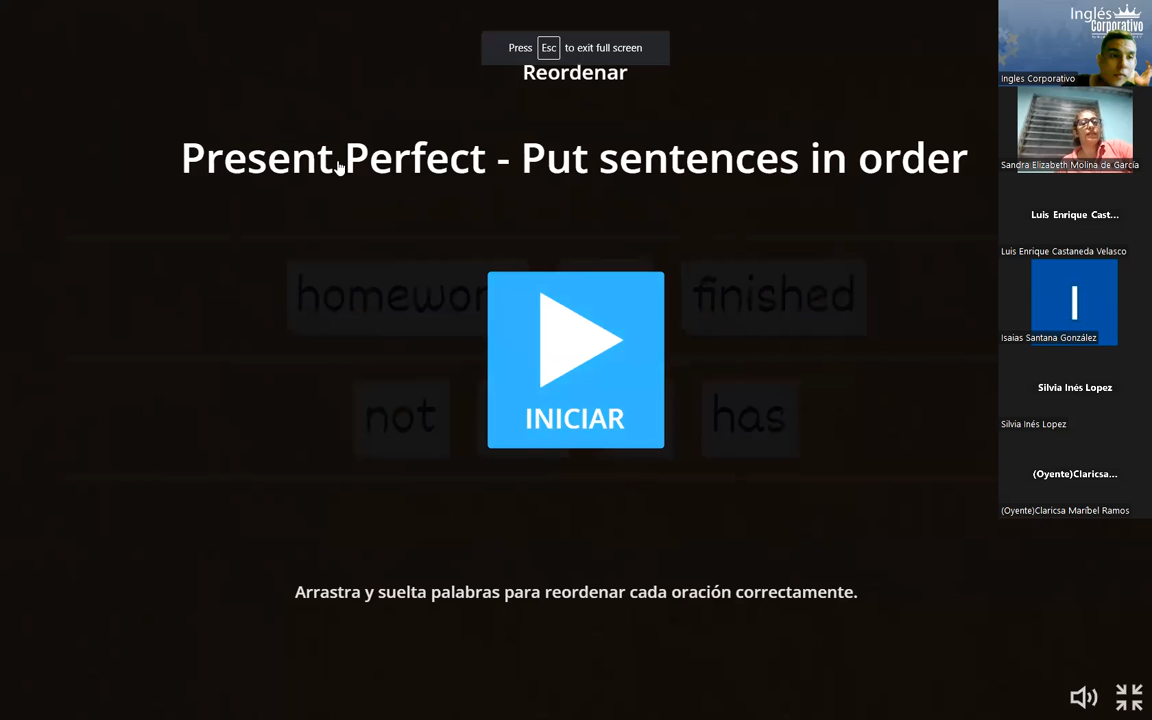 Press Esc to exit full screen
Reordenar
Present Perfect - Put sentences in order
finished
not
has
INICIAR
Arrastra y suelta palabras para reordenar cada oración correctamente.
Inglés
Corporativo
Ingles Corporativo
Sandra Elizabeth Molina de García
Luis Enrique Cast...
Luis Enrique Castaneda Velasco
I
Isaias Santana González
Silvia Inés Lopez
Silvia Inés Lopez
(Oyente)Claricsa...
(Oyente)Claricsa Maríbel Ramos